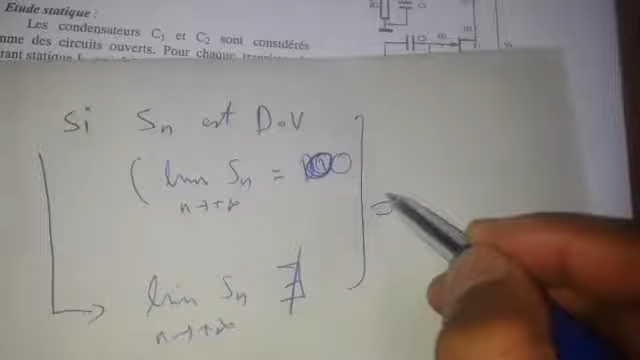 Etude statique :
Les condensateurs C₁ et C₂ sont considérés
mme des circuits ouverts. Pour chaque
Si Sn est D.V
( lim Sn = ∞
n→+∞
lim Sn ∄
n→+∞